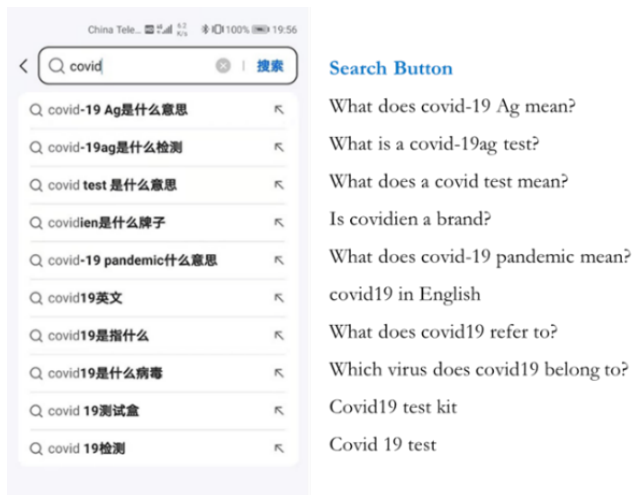 China Tele... HD 4G 4.2 K/s 100% 19:56
covid 搜索
Search Button
covid-19 Ag是什么意思
What does covid-19 Ag mean?
covid-19ag是什么检测
What is a covid-19ag test?
covid test 是什么意思
What does a covid test mean?
covidien是什么牌子
Is covidien a brand?
covid-19 pandemic什么意思
What does covid-19 pandemic mean?
covid19英文
covid19 in English
covid19是指什么
What does covid19 refer to?
covid19是什么病毒
Which virus does covid19 belong to?
covid 19测试盒
Covid19 test kit
covid 19检测
Covid 19 test